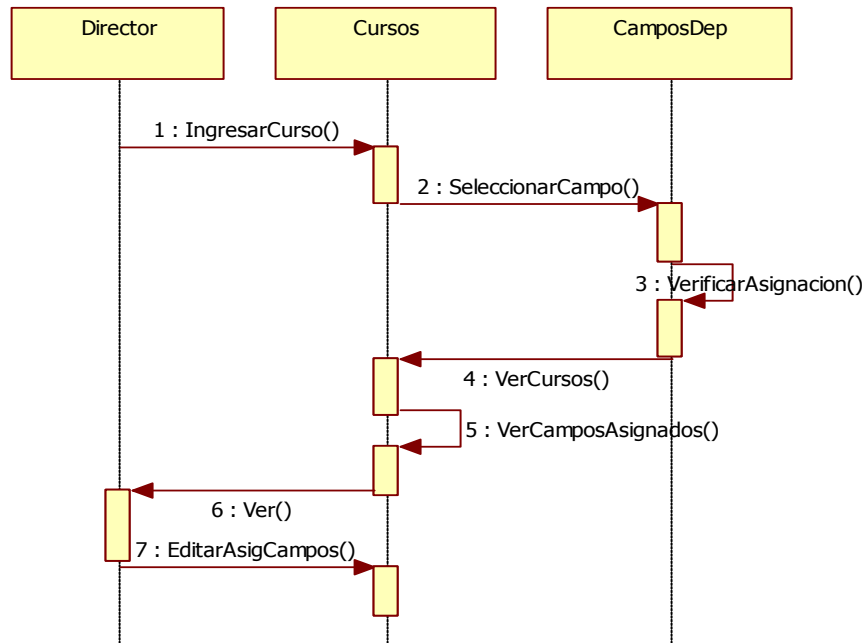 Director
Cursos
CamposDep
1 : IngresarCurso()
2 : SeleccionarCampo()
3 : VerificarAsignacion()
4 : VerCursos()
5 : VerCamposAsignados()
6 : Ver()
7 : EditarAsigCampos()